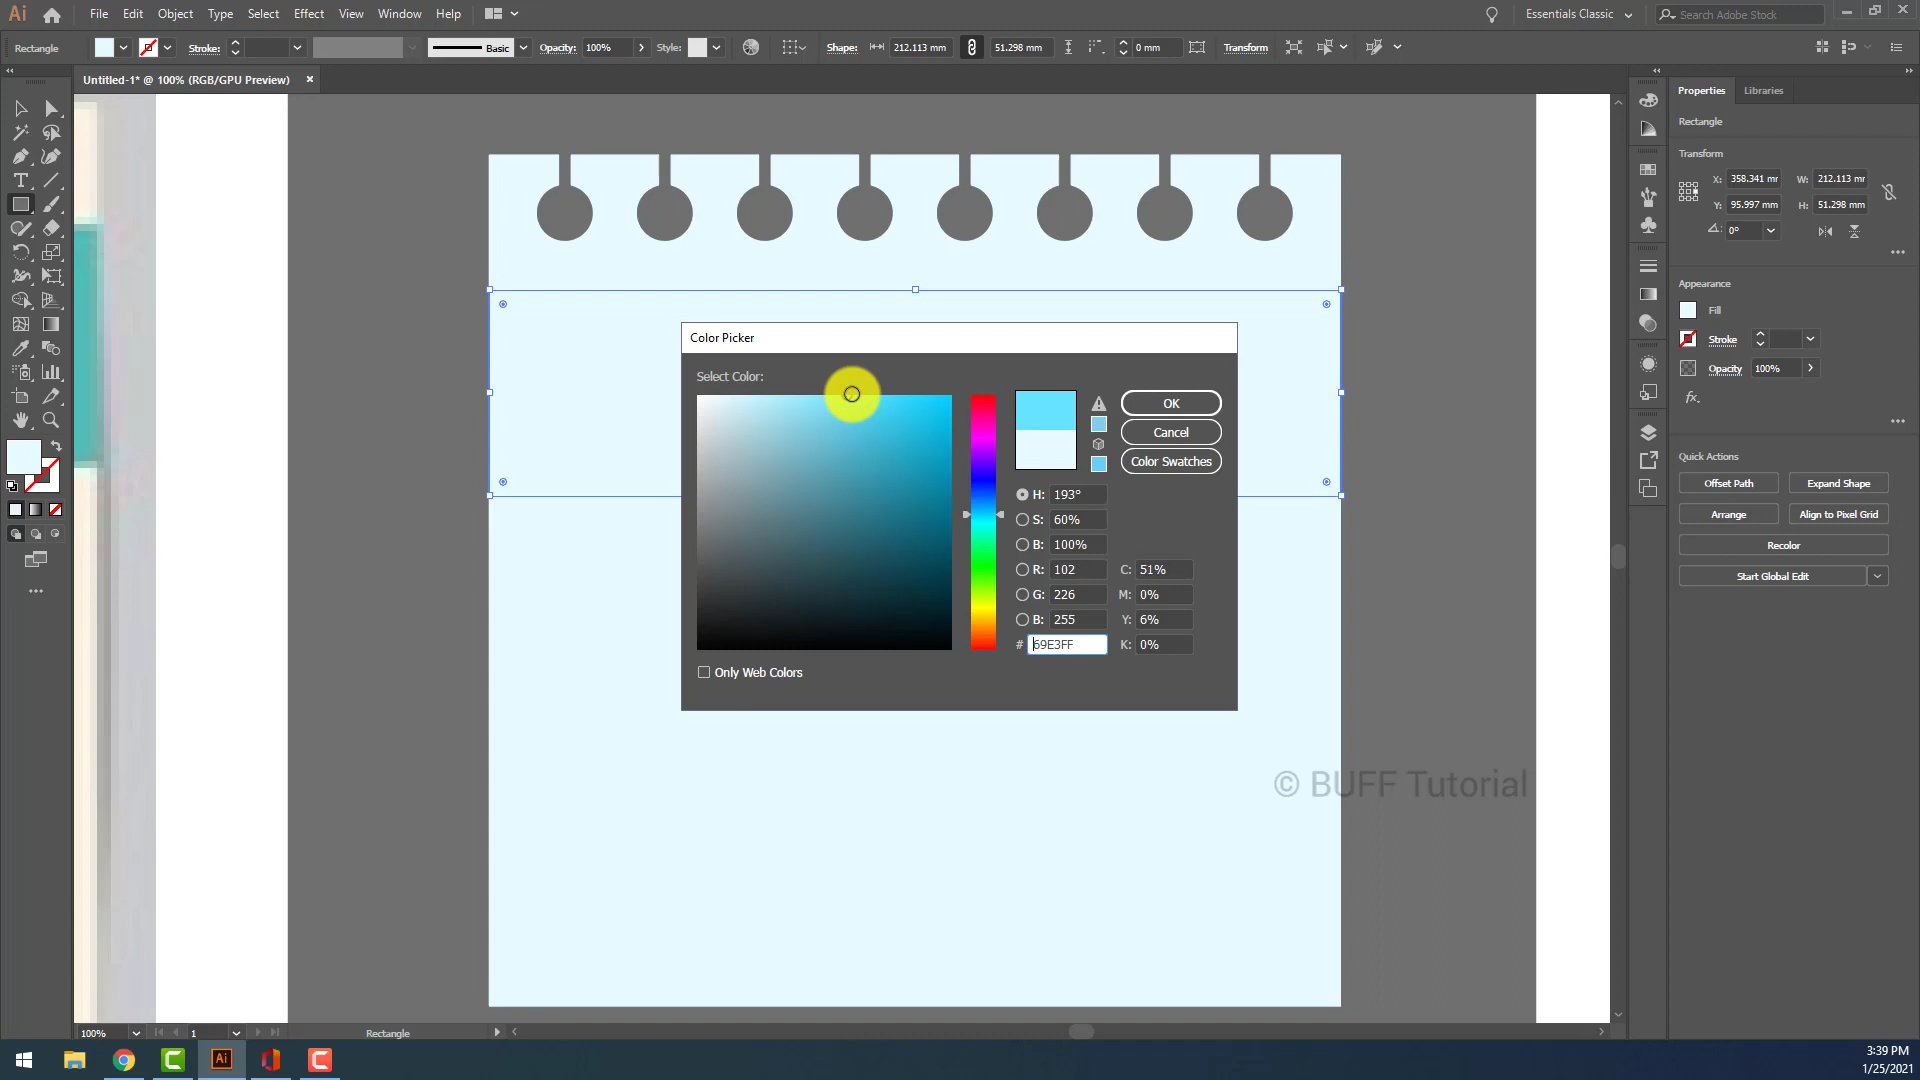 Ai File Edit Object Type Select Effect View Window Help Essentials Classic Search Adobe Stock
Rectangle Stroke: Basic Opacity: 100% Style: Shape: 212.113 mm 51.298 mm 0 mm Transform
Untitled-1* @ 100% (RGB/GPU Preview)
Properties Libraries
Rectangle
Transform
X: 358.341 mr W: 212.113 mr
Y: 95.997 mm H: 51.298 mm
0°
Appearance
Fill
Stroke
Opacity 100%
fx.
Quick Actions
Offset Path Expand Shape
Arrange Align to Pixel Grid
Recolor
Start Global Edit
Color Picker
Select Color:
OK
Cancel
Color Swatches
H: 193°
S: 60%
B: 100%
R: 102 C: 51%
G: 226 M: 0%
B: 255 Y: 6%
# 69E3FF K: 0%
Only Web Colors
© BUFF Tutorial
100% 1 Rectangle
Ai
3:39 PM
1/25/2021